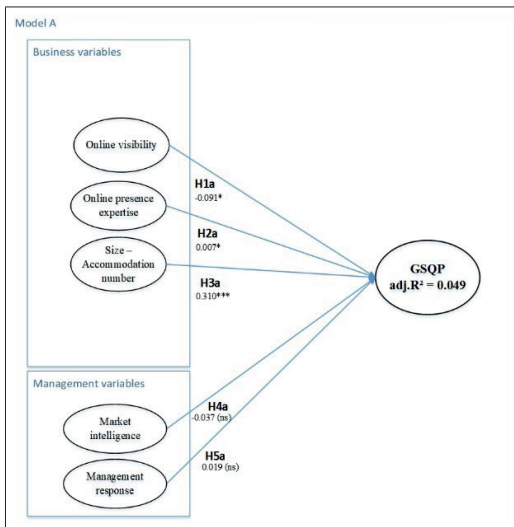 Model A
Business variables
Online visibility
Online presence
expertise
Size –
Accommodation
number
H1a
-0.091*
H2a
0.007*
H3a
0.310***
GSQP
adj.R² = 0.049
Management variables
Market
intelligence
Management
response
H4a
-0.037 (ns)
H5a
0.019 (ns)